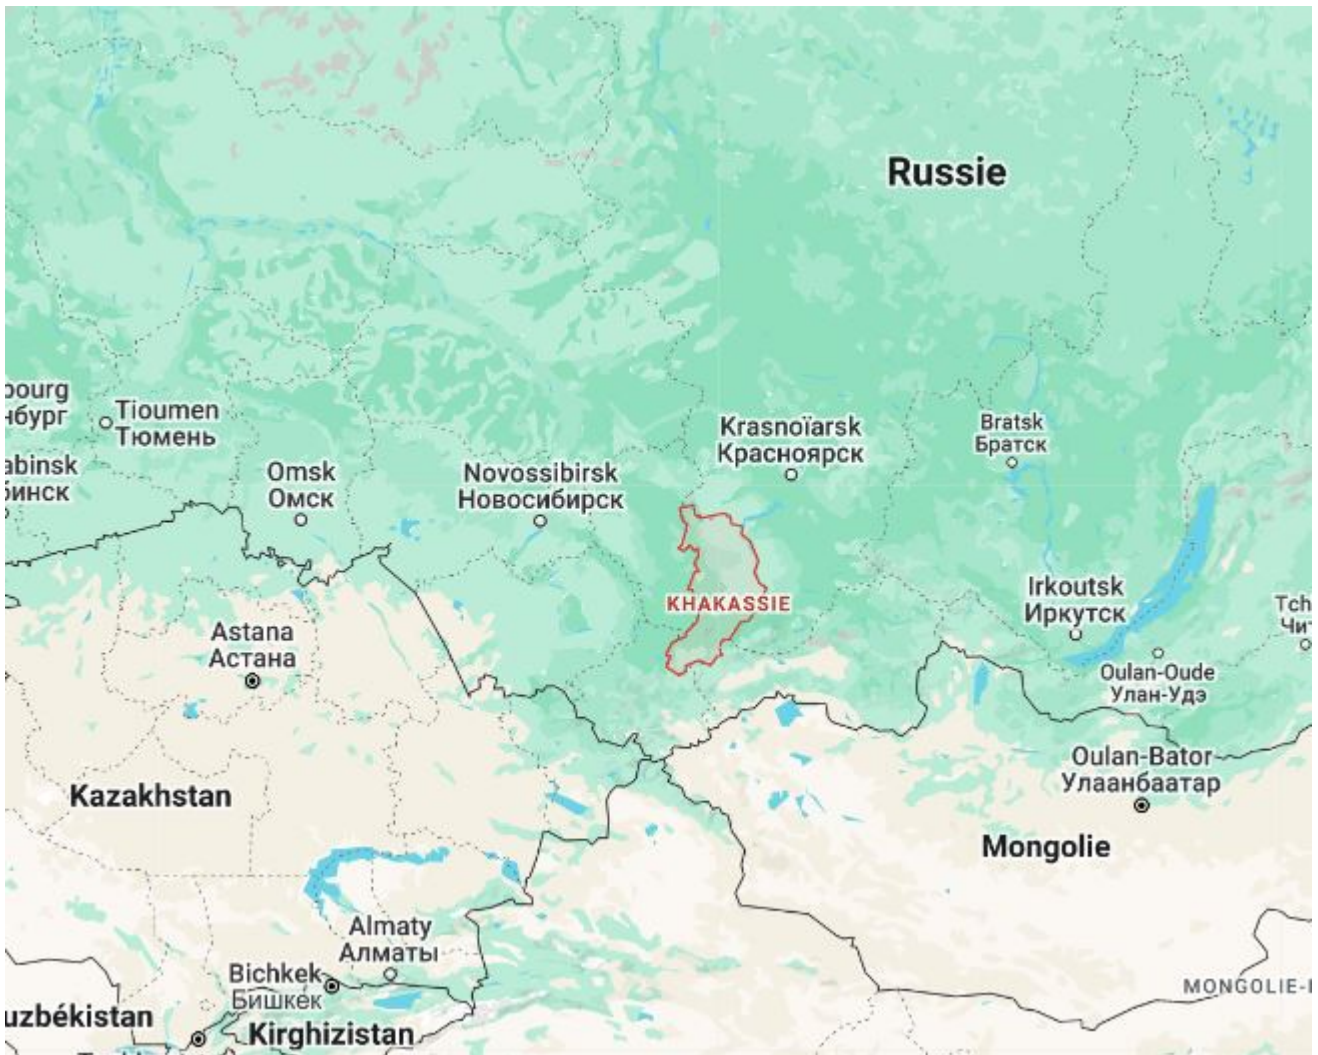 Russie
bourg
нбург
Tioumen
Тюмень
Krasnoïarsk
Красноярск
Bratsk
Братск
abinsk
бинск
Omsk
Омск
Novossibirsk
Новосибирск
KHAKASSIE
Irkoutsk
Иркутск
Tch
Чит
Astana
Астана
Oulan-Oude
Улан-Удэ
Oulan-Bator
Улаанбаатар
Kazakhstan
Mongolie
Almaty
Алматы
Bichkek
Бишкек
MONGOLIE-I
uzbékistan
Kirghizistan